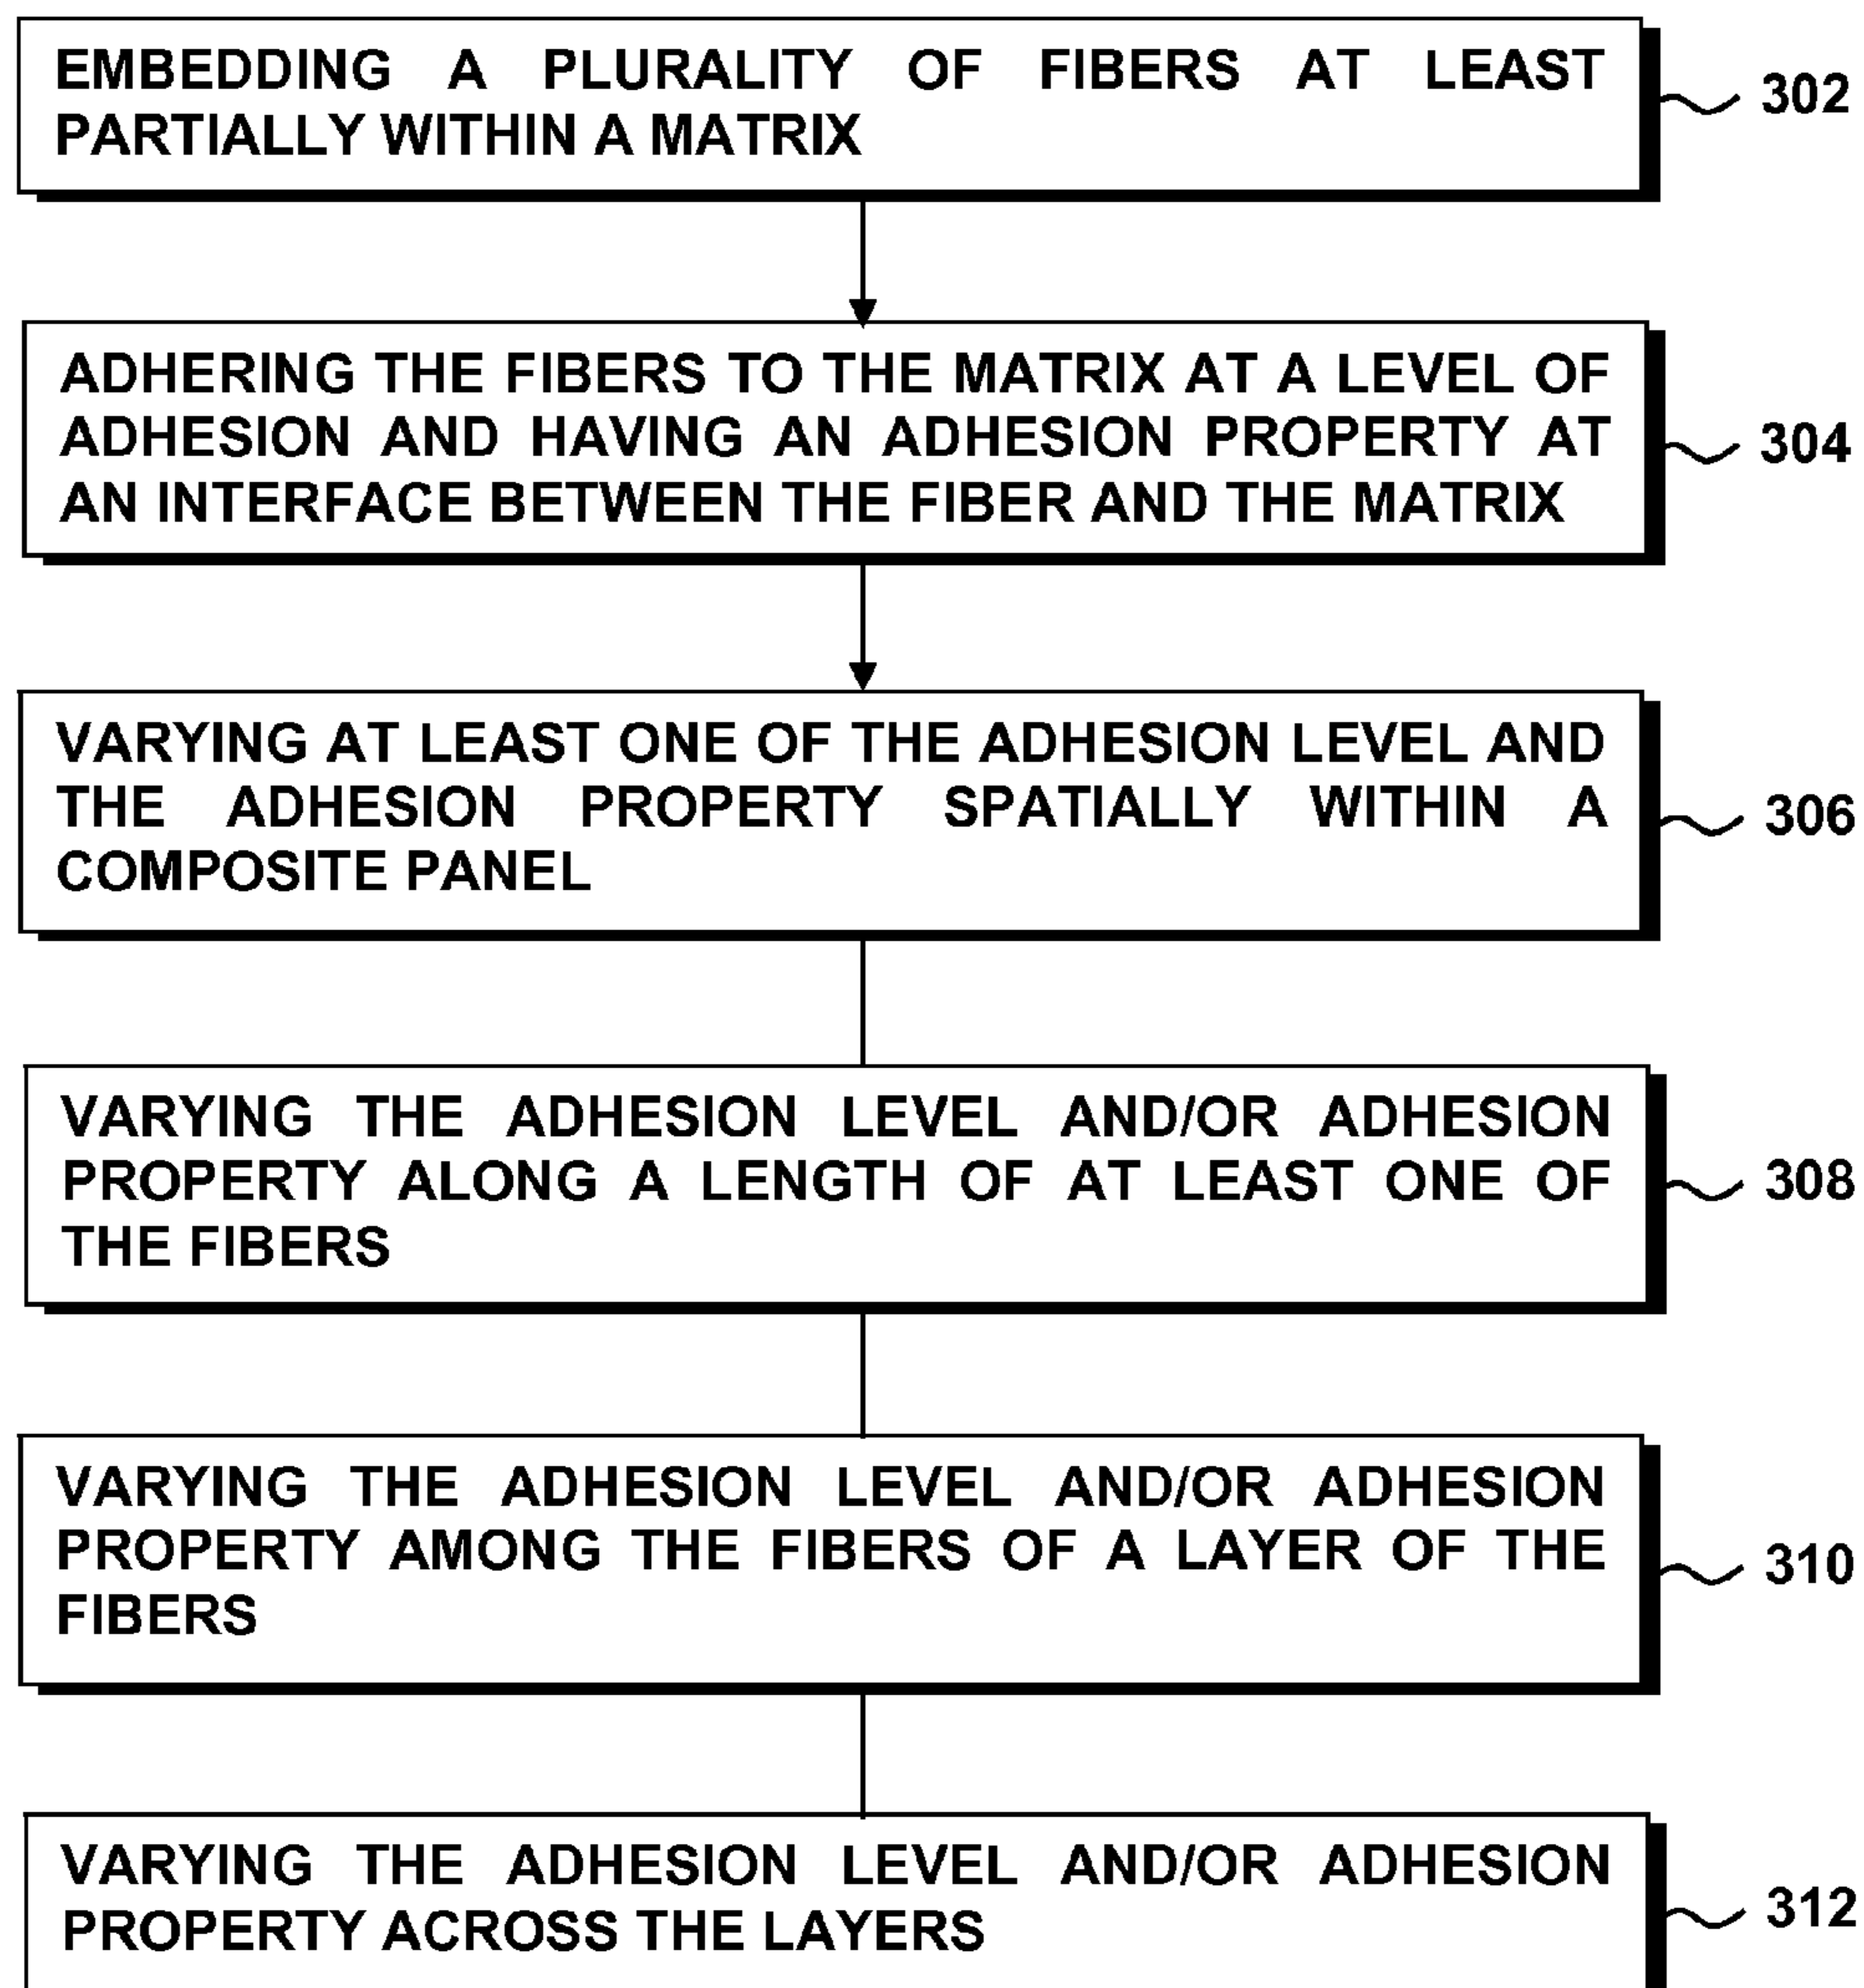 EMBEDDING A PLURALITY OF FIBERS AT LEAST
PARTIALLY WITHIN A MATRIX
302
ADHERING THE FIBERS TO THE MATRIX AT A LEVEL OF
ADHESION AND HAVING AN ADHESION PROPERTY AT
AN INTERFACE BETWEEN THE FIBER AND THE MATRIX
304
VARYING AT LEAST ONE OF THE ADHESION LEVEL AND
THE ADHESION PROPERTY SPATIALLY WITHIN A
COMPOSITE PANEL
306
VARYING THE ADHESION LEVEL AND/OR ADHESION
PROPERTY ALONG A LENGTH OF AT LEAST ONE OF
THE FIBERS
308
VARYING THE ADHESION LEVEL AND/OR ADHESION
PROPERTY AMONG THE FIBERS OF A LAYER OF THE
FIBERS
310
VARYING THE ADHESION LEVEL AND/OR ADHESION
PROPERTY ACROSS THE LAYERS
312